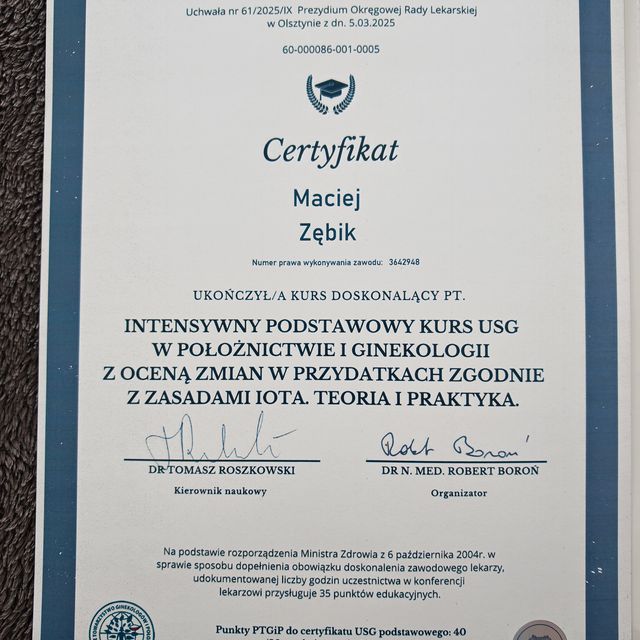 Uchwała nr 61/2025/IX Prezydium Okręgowej Rady Lekarskiej
w Olsztynie z dn. 5.03.2025
60-000086-001-0005
Certyfikat
Maciej
Zębik
Numer prawa wykonywania zawodu: 3642948
UKOŃCZYŁ/A KURS DOSKONALĄCY PT.
INTENSYWNY PODSTAWOWY KURS USG
W POŁOŻNICTWIE I GINEKOLOGII
Z OCENĄ ZMIAN W PRZYDATKACH ZGODNIE
Z ZASADAMI IOTA. TEORIA I PRAKTYKA.
Robert Boroń
DR TOMASZ ROSZKOWSKI
DR N. MED. ROBERT BOROŃ
Kierownik naukowy
Organizator
Na podstawie rozporządzenia Ministra Zdrowia z 6 października 2004r. w
sprawie sposobu dopełnienia obowiązku doskonalenia zawodowego lekarzy,
udokumentowanej liczby godzin uczestnictwa w konferencji
lekarzowi przysługuje 35 punktów edukacyjnych.
Punkty PTGiP do certyfikatu USG podstawowego: 40